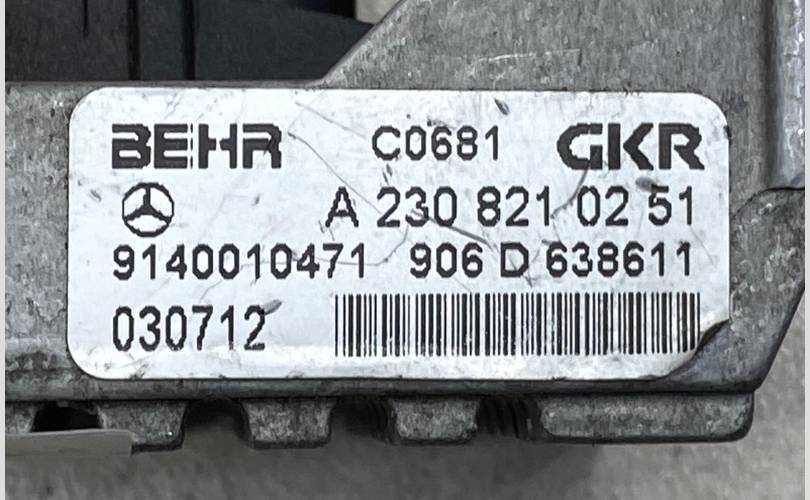 BEHR C0681 GKR
A 230 821 02 51
9140010471 906 D 638611
030712